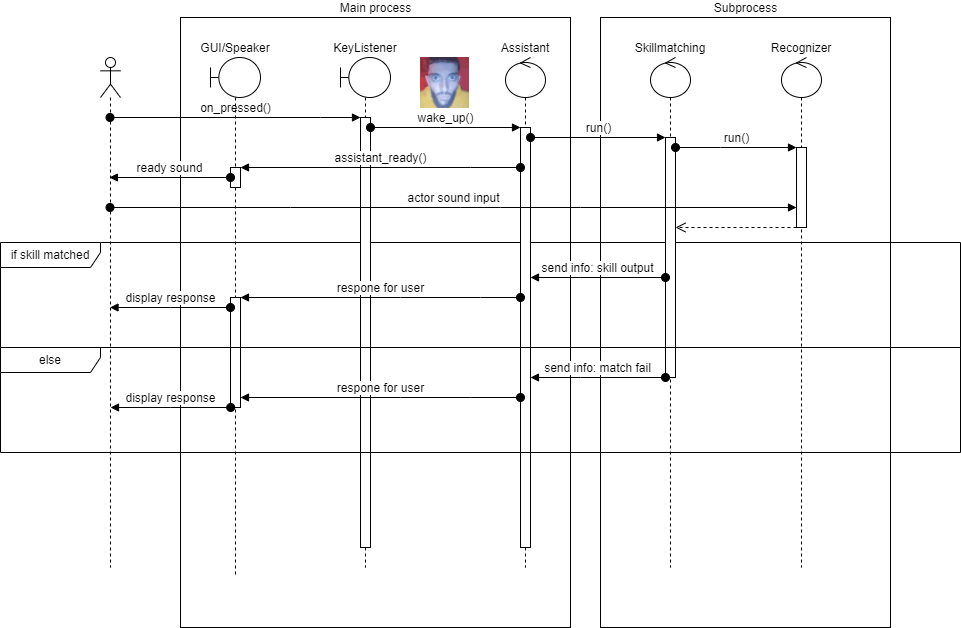 Main process
Subprocess
GUI/Speaker
KeyListener
Assistant
Skillmatching
Recognizer
on_pressed()
wake_up()
run()
run()
assistant_ready()
ready sound
actor sound input
if skill matched
send info: skill output
respone for user
display response
else
send info: match fail
respone for user
display response